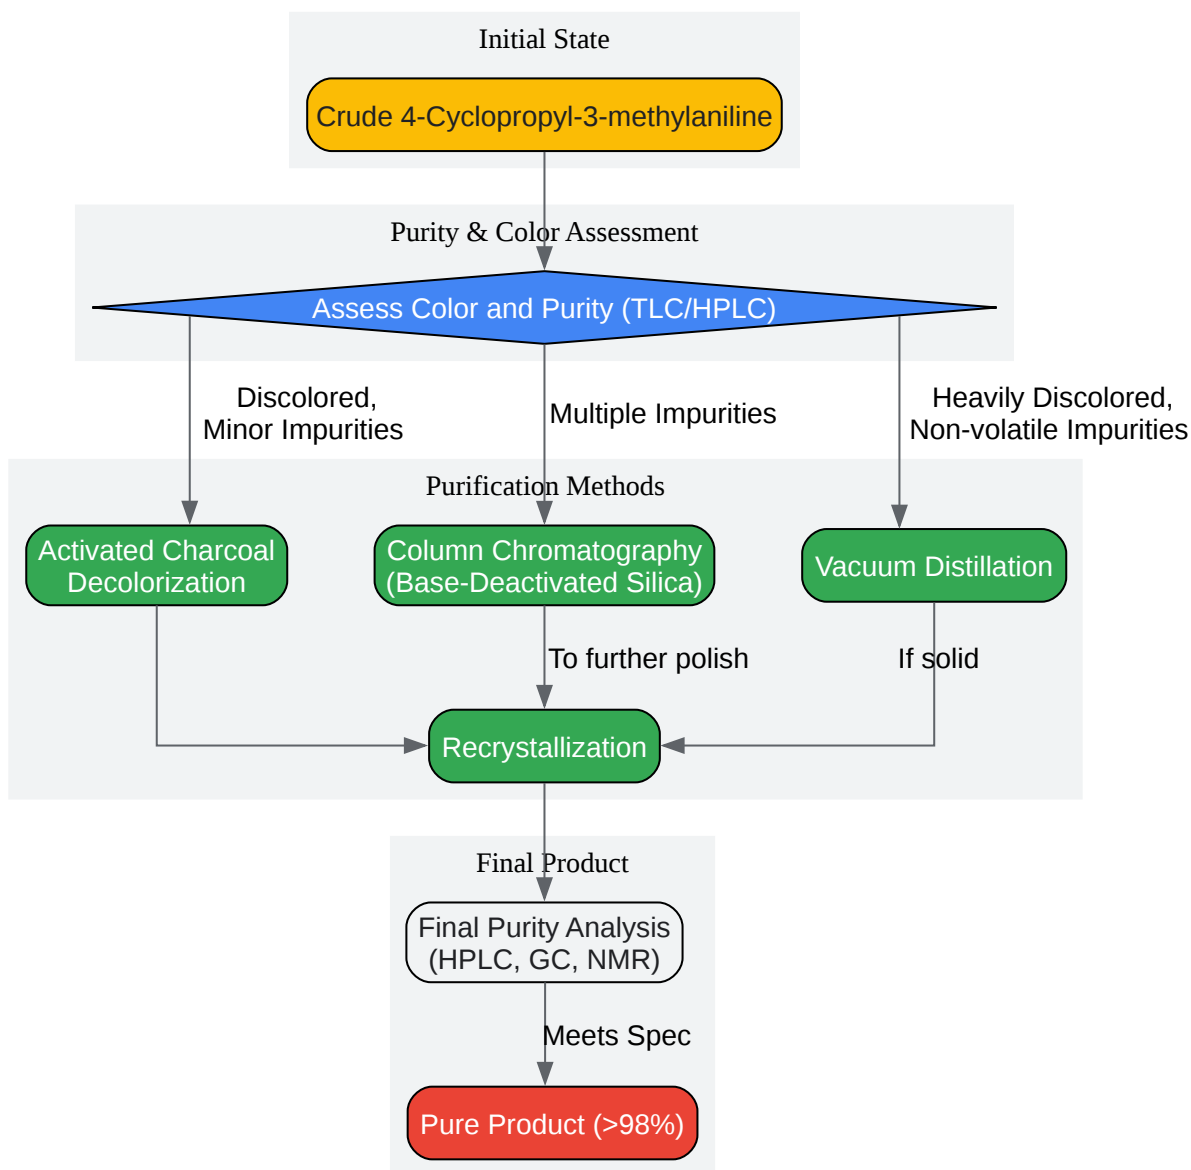 Initial State
Crude 4-Cyclopropyl-3-methylaniline
Purity & Color Assessment
Assess Color and Purity (TLC/HPLC)
Discolored,
Minor Impurities
Multiple Impurities
Heavily Discolored,
Non-volatile Impurities
Purification Methods
Activated Charcoal
Decolorization
Column Chromatography
(Base-Deactivated Silica)
Vacuum Distillation
To further polish
If solid
Recrystallization
Final Product
Final Purity Analysis
(HPLC, GC, NMR)
Meets Spec
Pure Product (>98%)